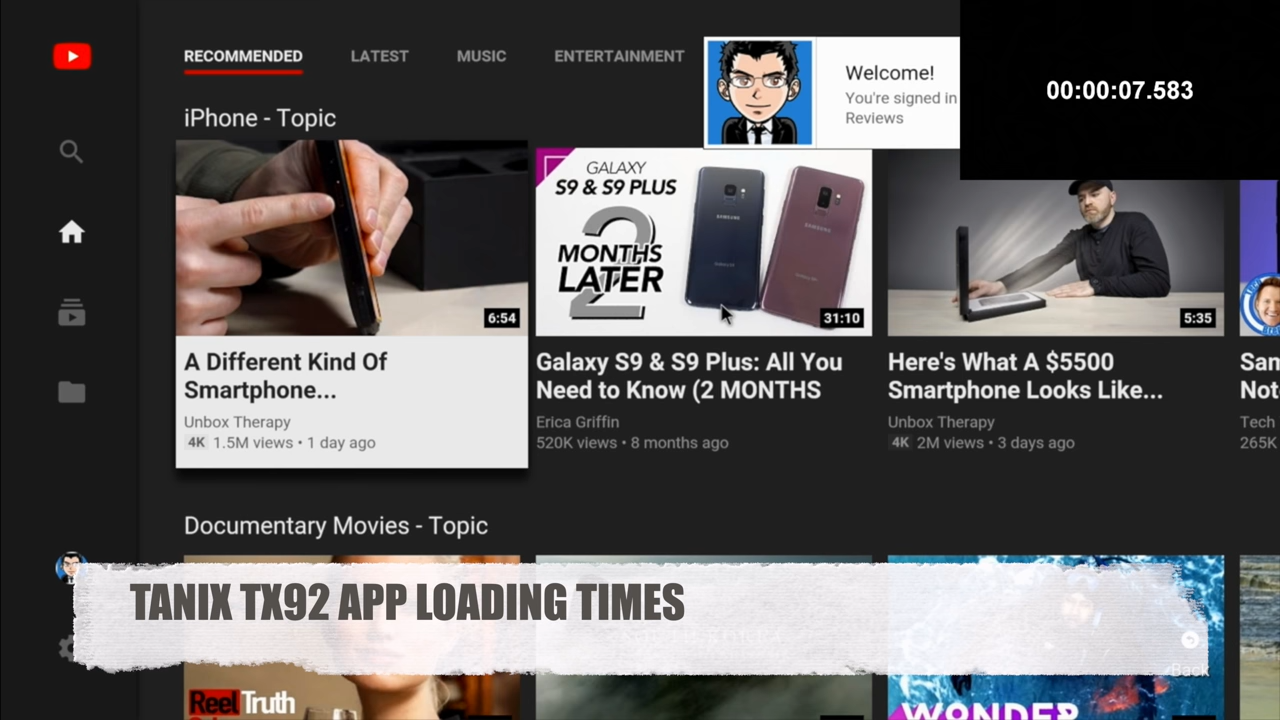 RECOMMENDED LATEST MUSIC ENTERTAINMENT
Welcome!
You're signed in
Reviews
00:00:07.583
iPhone - Topic
GALAXY
S9 & S9 PLUS
2
MONTHS
LATER
SAMSUNG
SAMSUNG
6:54
31:10
5:35
A Different Kind Of
Smartphone...
Unbox Therapy
4K 1.5M views • 1 day ago
Galaxy S9 & S9 Plus: All You
Need to Know (2 MONTHS
Erica Griffin
520K views • 8 months ago
Here's What A $5500
Smartphone Looks Like...
Unbox Therapy
4K 2M views • 3 days ago
San
Not
Tech
265K
Documentary Movies - Topic
TANIX TX92 APP LOADING TIMES
Back
Reel Truth
WONDER